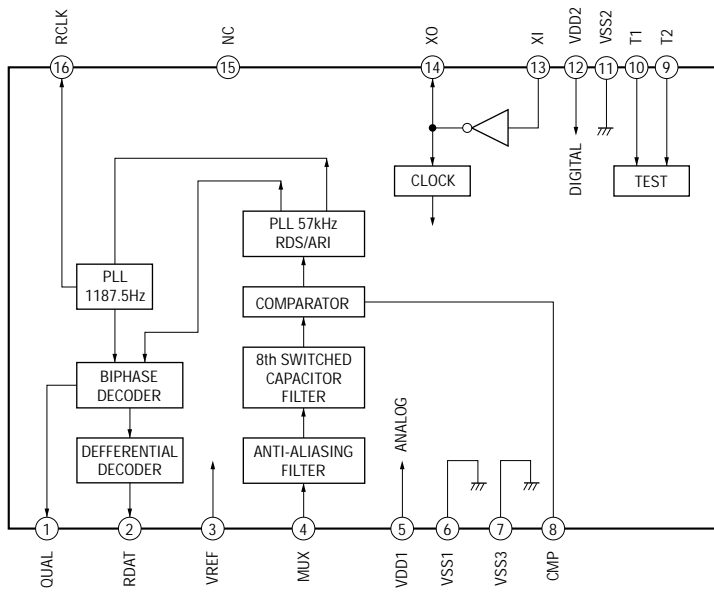 RCLK
NC
XO
XI
VDD2
VSS2
T1
T2
16
15
14
13
12
11
10
9
CLOCK
DIGITAL
TEST
PLL 57kHz
RDS/ARI
PLL
1187.5Hz
COMPARATOR
8th SWITCHED
CAPACITOR
FILTER
BIPHASE
DECODER
ANALOG
DEFFERENTIAL
DECODER
ANTI-ALIASING
FILTER
1
2
3
4
5
6
7
8
QUAL
RDAT
VREF
MUX
VDD1
VSS1
VSS3
CMP